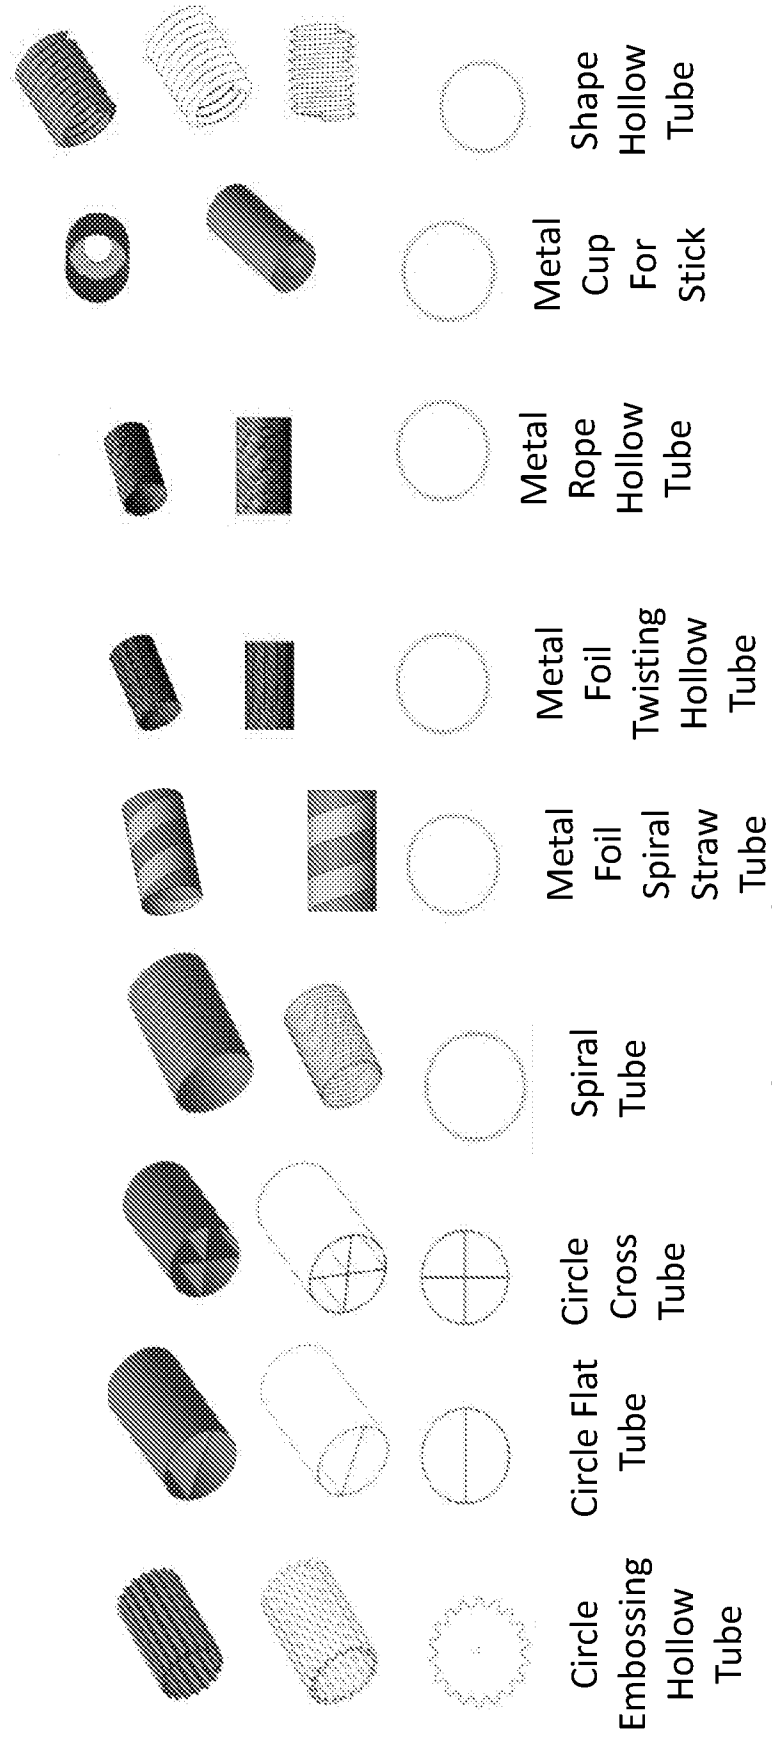 Circle
Embossing
Hollow
Tube
Circle Flat
Tube
Circle
Cross
Tube
Spiral
Tube
Metal
Foil
Spiral
Straw
Tube
Metal
Foil
Twisting
Hollow
Tube
Metal
Rope
Hollow
Tube
Metal
Cup
For
Stick
Shape
Hollow
Tube